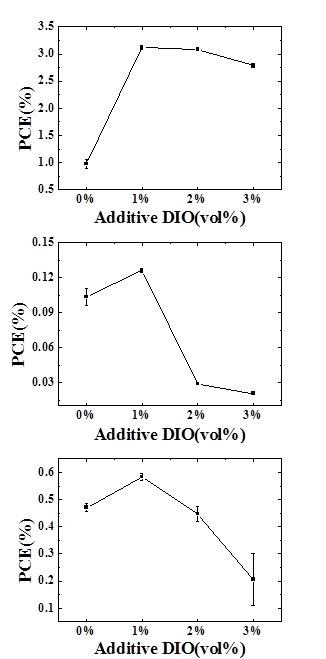 3.5
3.0
2.5
2.0
1.5
1.0
0.5
PCE(%)
0% 1% 2% 3%
Additive DIO(vol%)
0.15
0.12
0.09
0.06
0.03
PCE(%)
0% 1% 2% 3%
Additive DIO(vol%)
0.6
0.5
0.4
0.3
0.2
0.1
PCE(%)
0% 1% 2% 3%
Additive DIO(vol%)